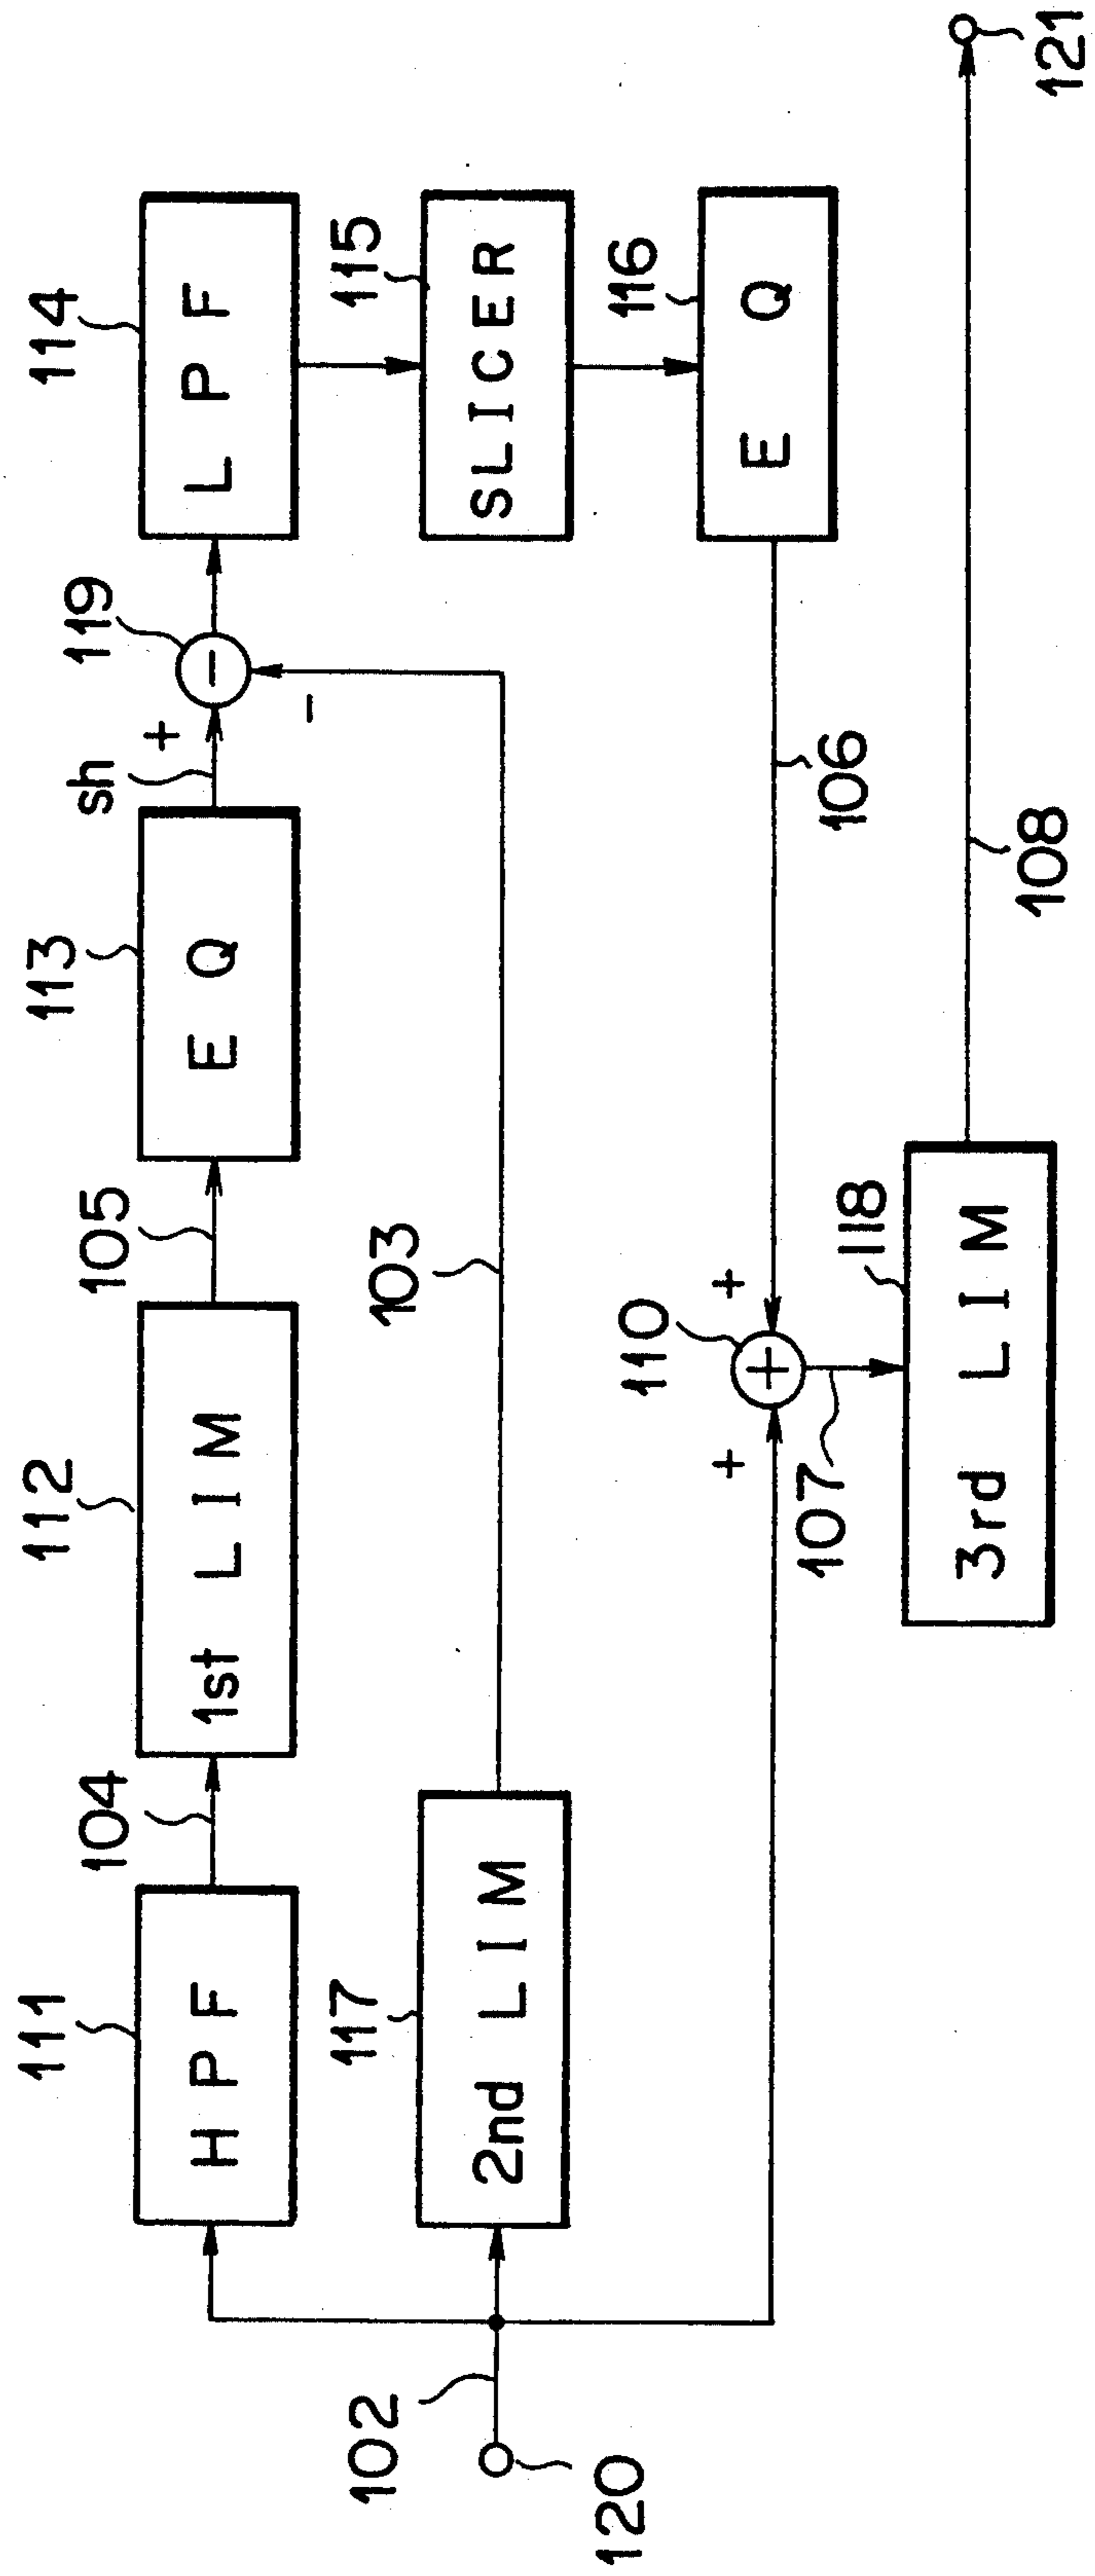 111
HPF
104
112
1st LIM
105
113
EQ
sh
+
119
−
−
114
LPF
102
120
117
2nd LIM
103
115
SLICER
116
EQ
106
110
+
+
+
107
118
3rd LIM
108
121